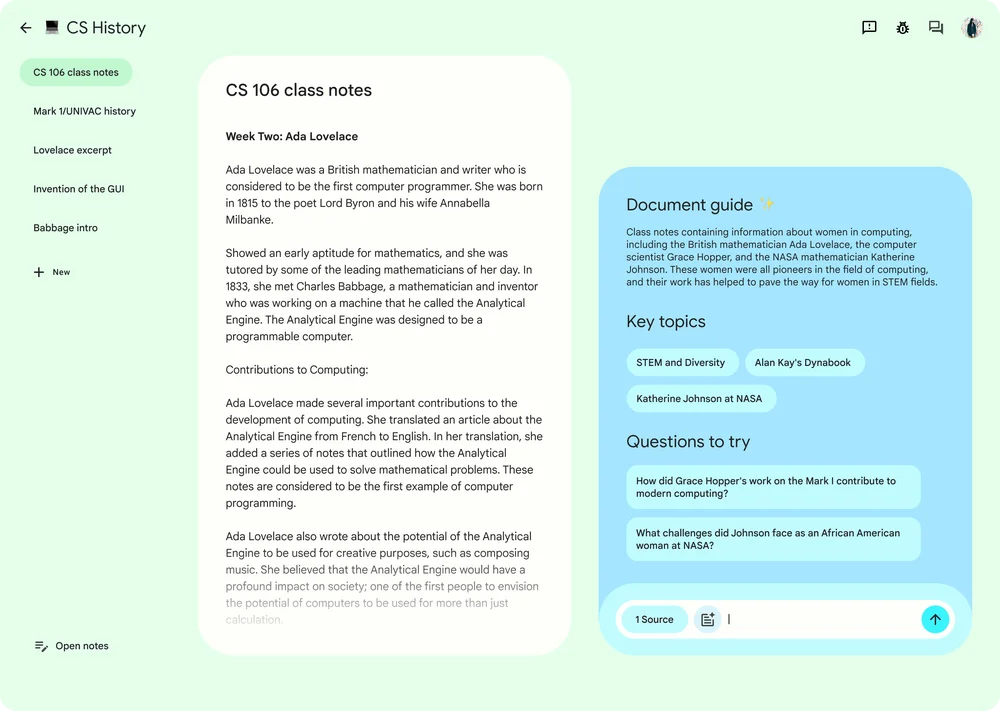 CS History
CS 106 class notes
Mark 1/UNIVAC history
Lovelace excerpt
Invention of the GUI
Babbage intro
New
Open notes
CS 106 class notes
Week Two: Ada Lovelace
Ada Lovelace was a British mathematician and writer who is
considered to be the first computer programmer. She was born
in 1815 to the poet Lord Byron and his wife Annabella
Milbanke.
Showed an early aptitude for mathematics, and she was
tutored by some of the leading mathematicians of her day. In
1833, she met Charles Babbage, a mathematician and inventor
who was working on a machine that he called the Analytical
Engine. The Analytical Engine was designed to be a
programmable computer.
Contributions to Computing:
Ada Lovelace made several important contributions to the
development of computing. She translated an article about the
Analytical Engine from French to English. In her translation, she
added a series of notes that outlined how the Analytical
Engine could be used to solve mathematical problems. These
notes are considered to be the first example of computer
programming.
Ada Lovelace also wrote about the potential of the Analytical
Engine to be used for creative purposes, such as composing
music. She believed that the Analytical Engine would have a
profound impact on society; one of the first people to envision
the potential of computers to be used for more than just
calculation.
Document guide ✨
Class notes containing information about women in computing,
including the British mathematician Ada Lovelace, the computer
scientist Grace Hopper, and the NASA mathematician Katherine
Johnson. These women were all pioneers in the field of computing,
and their work has helped to pave the way for women in STEM fields.
Key topics
STEM and Diversity
Alan Kay's Dynabook
Katherine Johnson at NASA
Questions to try
How did Grace Hopper's work on the Mark I contribute to
modern computing?
What challenges did Johnson face as an African American
woman at NASA?
1 Source